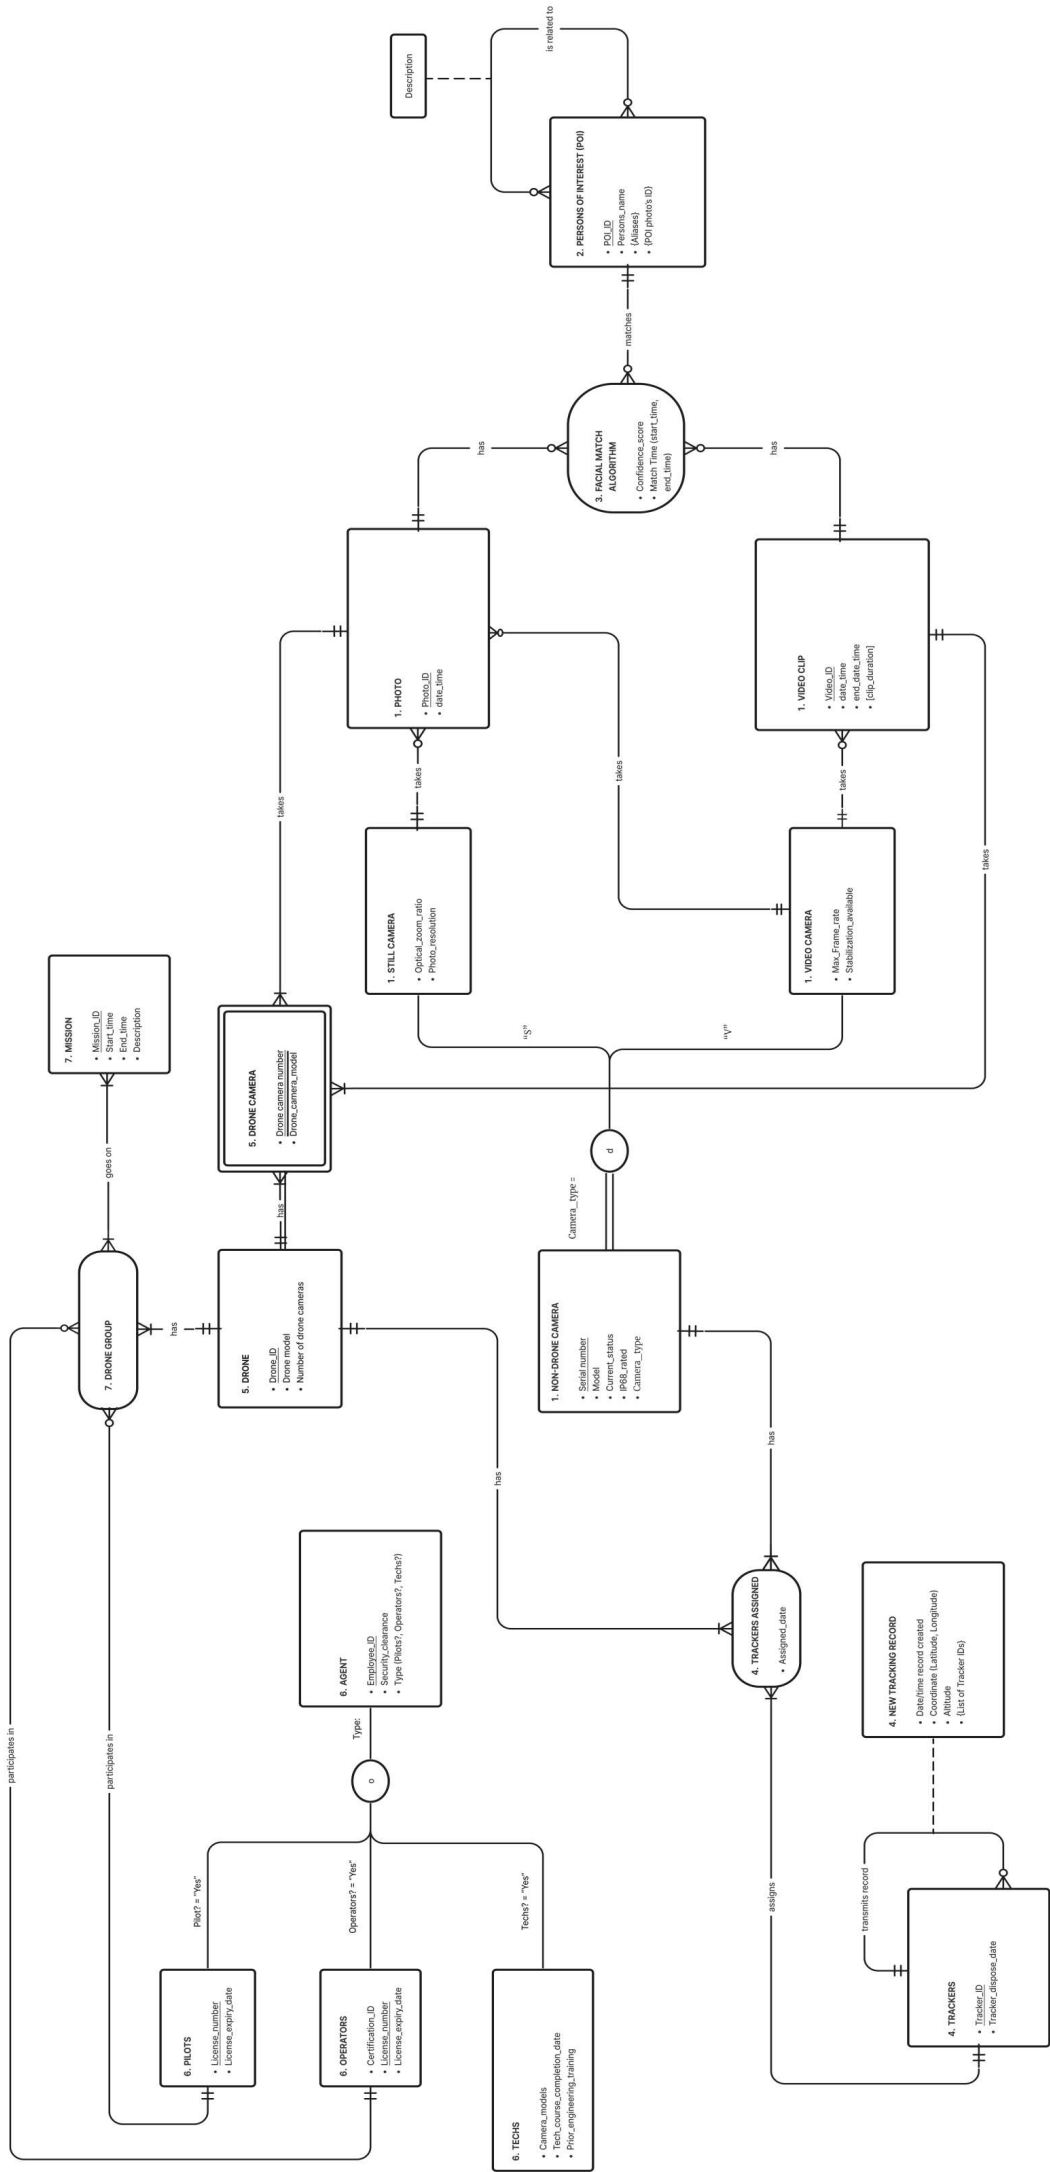 participates in
participates in
7. DRONE GROUP
goes on
7. MISSION
• Mission_ID
• Start_time
• End_time
• Description
6. PILOTS
• License_number
• License_expiry_date
Pilot? = "Yes"
6. OPERATORS
• Certification_ID
• License_number
• License_expiry_date
Operators? = "Yes"
6. TECHS
• Camera_models
• Tech_course_completion_date
• Prior_engineering_training
Techs? = "Yes"
o
Type:
6. AGENT
• Employee_ID
• Security_clearance
• Type (Pilots?, Operators?, Techs?)
has
5. DRONE
• Drone_ID
• Drone model
• Number of drone cameras
has
5. DRONE CAMERA
• Drone camera number
• Drone_camera_model
takes
has
1. NON-DRONE CAMERA
• Serial number
• Model
• Current_status
• IP68_rated
• Camera_type
Camera_type =
d
"S"
"V"
1. STILL CAMERA
• Optical_zoom_ratio
• Photo_resolution
takes
1. PHOTO
• Photo_ID
• date_time
takes
1. VIDEO CAMERA
• Max_Frame_rate
• Stabilization_available
takes
1. VIDEO CLIP
• Video_ID
• date_time
• end_date_time
• [clip_duration]
takes
has
has
3. FACIAL MATCH
ALGORITHM
• Confidence_score
• Match Time (start_time,
end_time)
matches
2. PERSONS OF INTEREST (POI)
• POI_ID
• Persons_name
• {Aliases}
• {POI photo's ID}
Description
is related to
has
4. TRACKERS ASSIGNED
• Assigned_date
assigns
4. TRACKERS
• Tracker_ID
• Tracker_dispose_date
transmits record
4. NEW TRACKING RECORD
• Date/time record created
• Coordinate (Latitude, Longitude)
• Altitude
• {List of Tracker IDs}